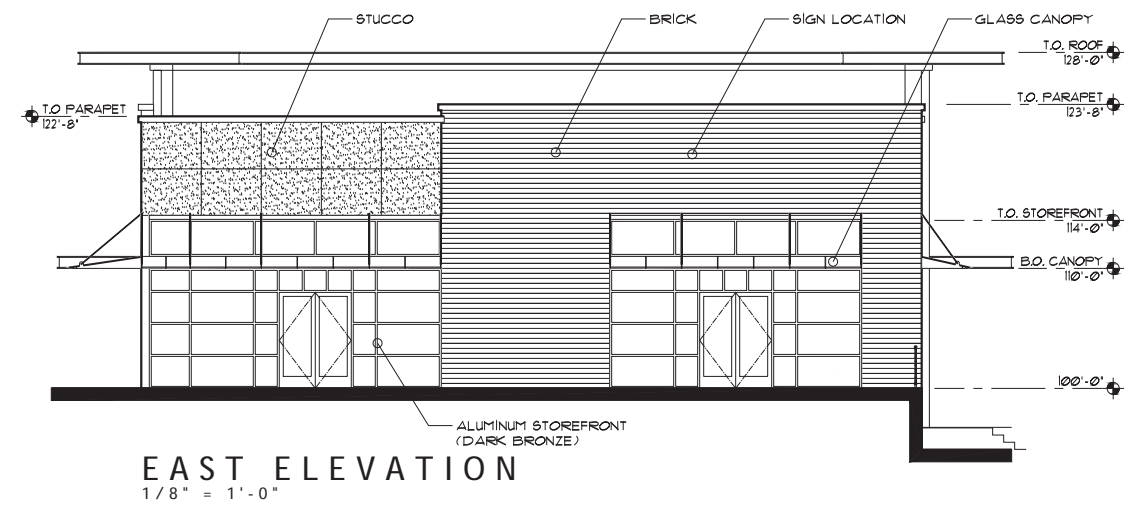 STUCCO
BRICK
SIGN LOCATION
GLASS CANOPY
T.O. ROOF
128'-0"
T.O PARAPET
122'-8"
T.O. PARAPET
123'-8"
T.O. STOREFRONT
114'-0"
B.O. CANOPY
110'-0"
100'-0"
ALUMINUM STOREFRONT
(DARK BRONZE)
EAST ELEVATION
1/8" = 1'-0"